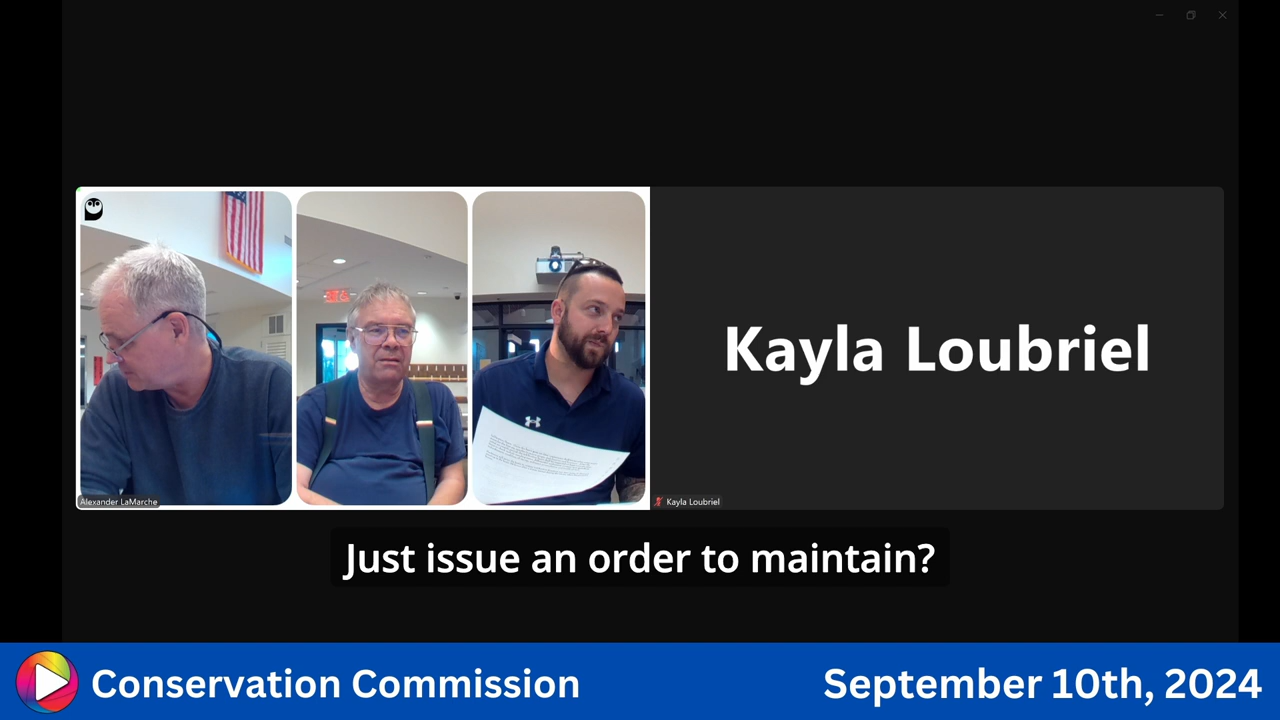 Kayla Loubriel
Alexander LaMarche
Kayla Loubriel
Just issue an order to maintain?
Conservation Commission
September 10th, 2024